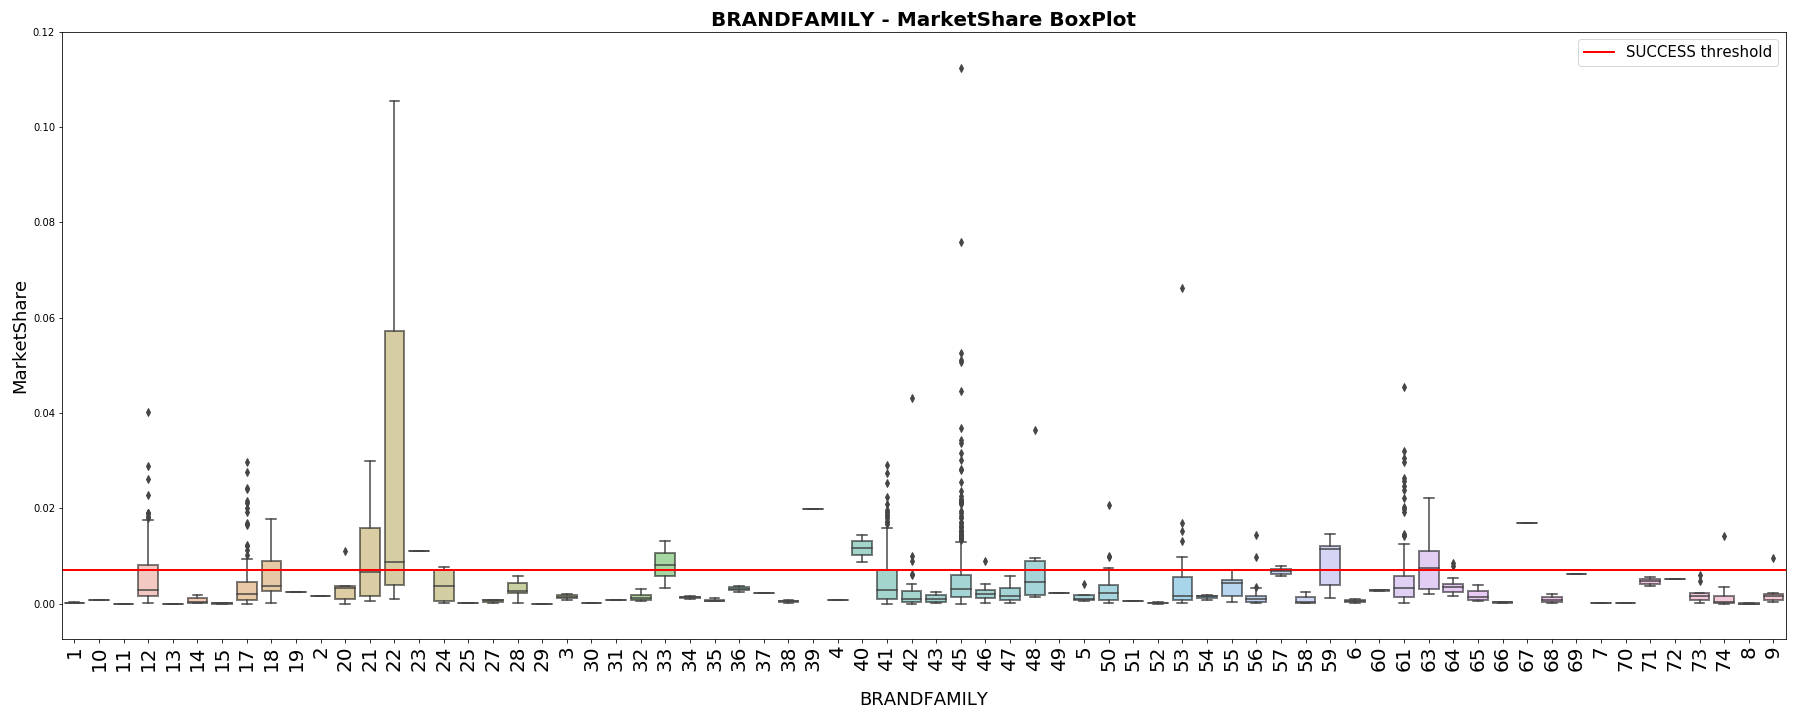 BRANDFAMILY - MarketShare BoxPlot
SUCCESS threshold
0.12
0.10
0.08
0.06
0.04
0.02
0.00
MarketShare
1 10 11 12 13 14 15 17 18 19 2 20 21 22 23 24 25 27 28 29 3 30 31 32 33 34 35 36 37 38 39 4 40 41 42 43 45 46 47 48 49 5 50 51 52 53 54 55 56 57 58 59 6 60 61 63 64 65 66 67 68 69 7 70 71 72 73 74 8 9
BRANDFAMILY